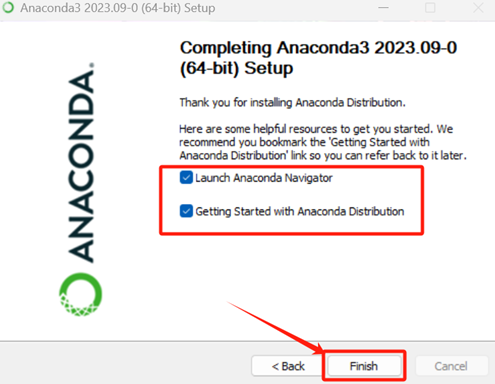 Anaconda3 2023.09-0 (64-bit) Setup
Completing Anaconda3 2023.09-0
(64-bit) Setup
Thank you for installing Anaconda Distribution.
Here are some helpful resources to get you started. We
recommend you bookmark the 'Getting Started with
Anaconda Distribution' link so you can refer back to it later.
Launch Anaconda Navigator
Getting Started with Anaconda Distribution
ANACONDA.
< Back
Finish
Cancel